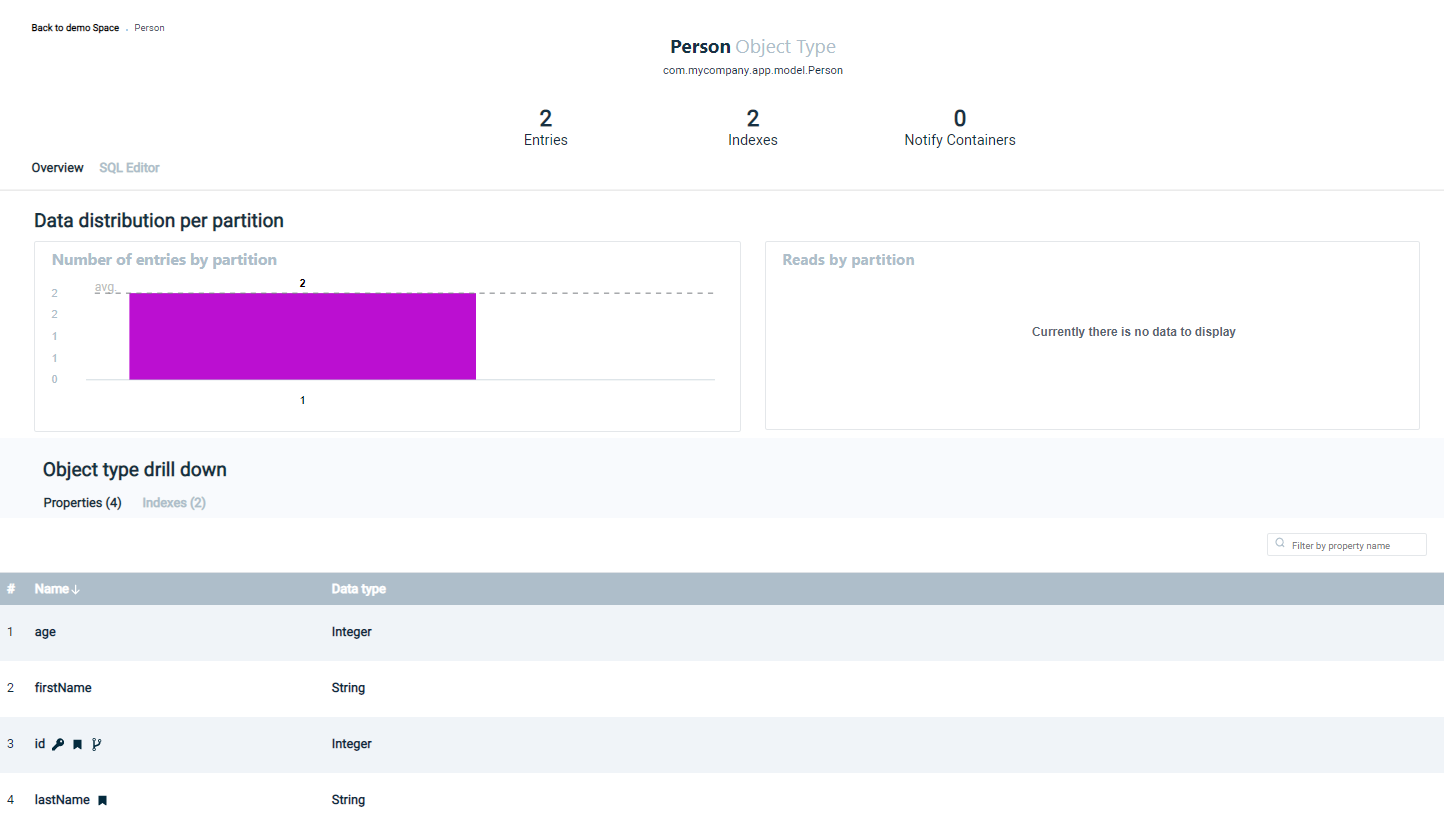 Back to demo Space . Person
Person Object Type
com.mycompany.app.model.Person
2 2 0
Entries Indexes Notify Containers
Overview SQL Editor
Data distribution per partition
Number of entries by partition
avg.
2
2
2
1
1
0
1
Reads by partition
Currently there is no data to display
Object type drill down
Properties (4) Indexes (2)
Filter by property name
# Name Data type
1 age Integer
2 firstName String
3 id Integer
4 lastName String